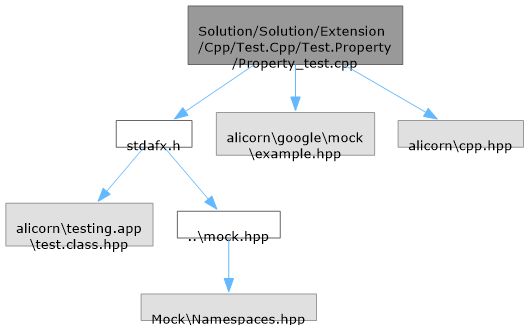 Solution/Solution/Extension
/Cpp/Test.Cpp/Test.Property
/Property_test.cpp
stdafx.h
alicorn\google\mock
\example.hpp
alicorn\cpp.hpp
alicorn\testing.app
\test.class.hpp
..\mock.hpp
Mock\Namespaces.hpp